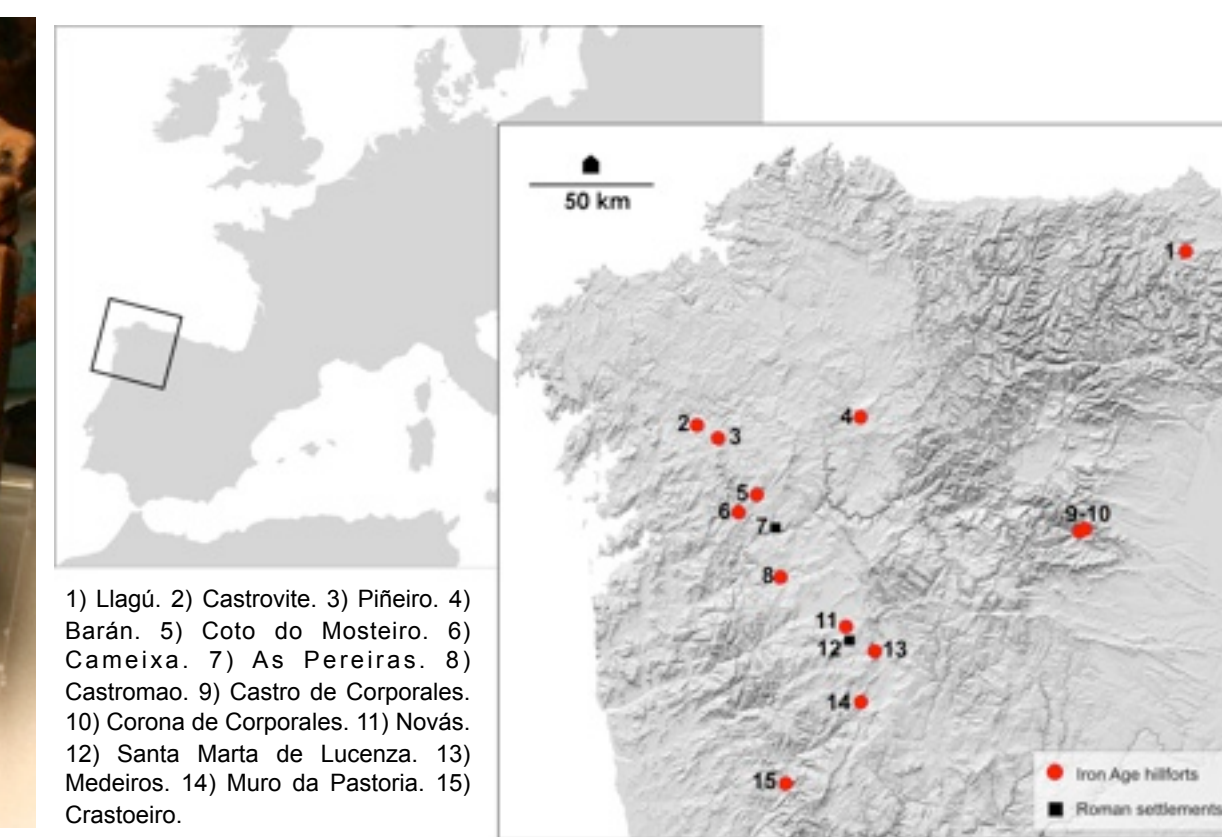 50 km
1
2
3
4
5
6
7
8
9-10
11
12
13
14
15
Iron Age hillforts
Roman settlements
1) Llagú. 2) Castrovite. 3) Piñeiro. 4)
Barán. 5) Coto do Mosteiro. 6)
Cameixa. 7) As Pereiras. 8)
Castromao. 9) Castro de Corporales.
10) Corona de Corporales. 11) Novás.
12) Santa Marta de Lucenza. 13)
Medeiros. 14) Muro da Pastoria. 15)
Crastoeiro.